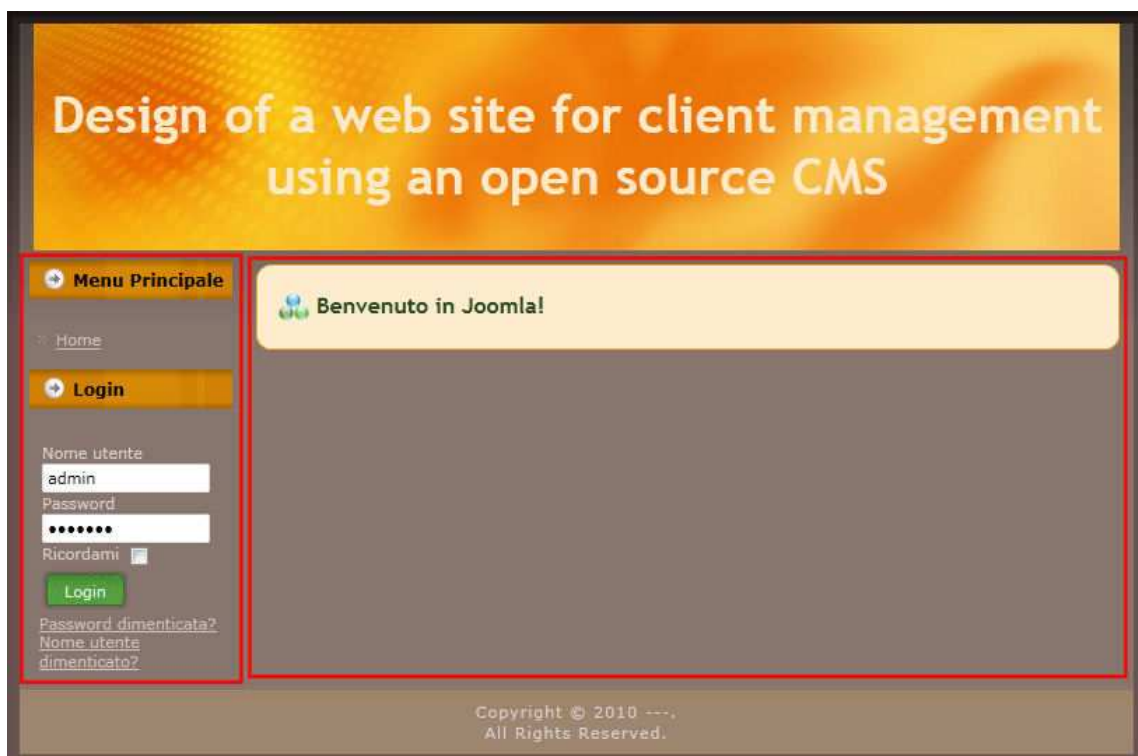 Design of a web site for client management
using an open source CMS
Menu Principale
Home
Login
Nome utente
admin
Password
•••••••
Ricordami
Login
Password dimenticata?
Nome utente
dimenticato?
Benvenuto in Joomla!
Copyright © 2010 ---.
All Rights Reserved.